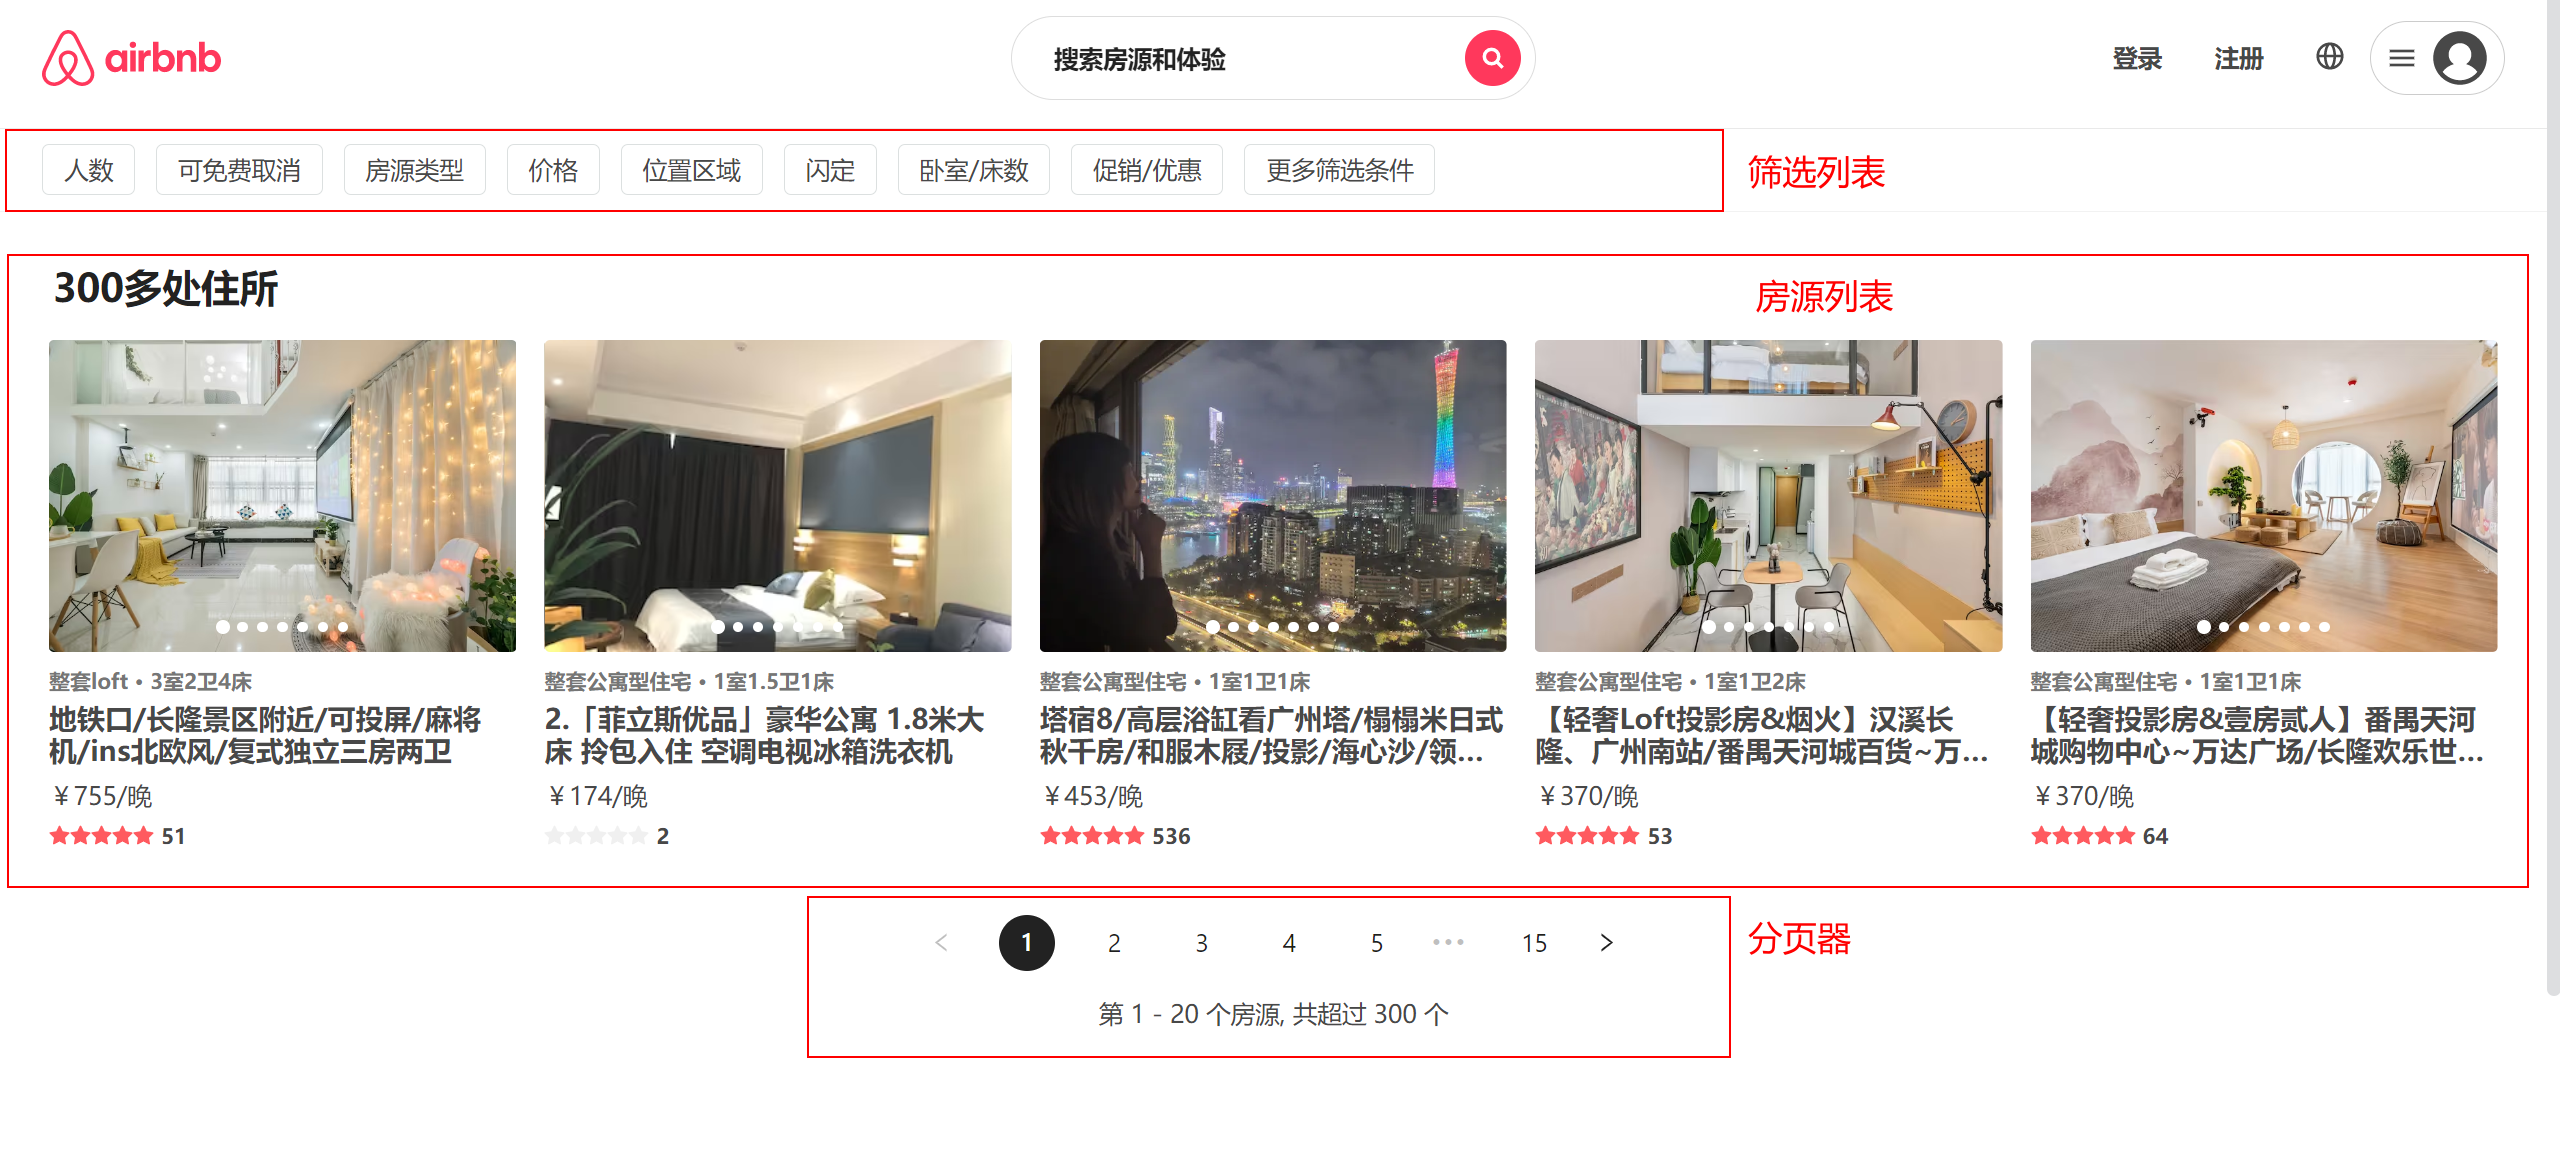 airbnb
搜索房源和体验
登录 注册
人数 可免费取消 房源类型 价格 位置区域 闪定 卧室/床数 促销/优惠 更多筛选条件
筛选列表
300多处住所
房源列表
整套loft · 3室2卫4床
地铁口/长隆景区附近/可投屏/麻将
机/ins北欧风/复式独立三房两卫
¥755/晚
51
整套公寓型住宅 · 1室1.5卫1床
2.「菲立斯优品」豪华公寓 1.8米大
床 拎包入住 空调电视冰箱洗衣机
¥174/晚
2
整套公寓型住宅 · 1室1卫1床
塔宿8/高层浴缸看广州塔/榻榻米日式
秋千房/和服木屐/投影/海心沙/领...
¥453/晚
536
整套公寓型住宅 · 1室1卫2床
【轻奢Loft投影房&烟火】汉溪长
隆、广州南站/番禺天河城百货~万...
¥370/晚
53
整套公寓型住宅 · 1室1卫1床
【轻奢投影房&壹房贰人】番禺天河
城购物中心~万达广场/长隆欢乐世...
¥370/晚
64
1 2 3 4 5 ••• 15
分页器
第 1 - 20 个房源, 共超过 300 个